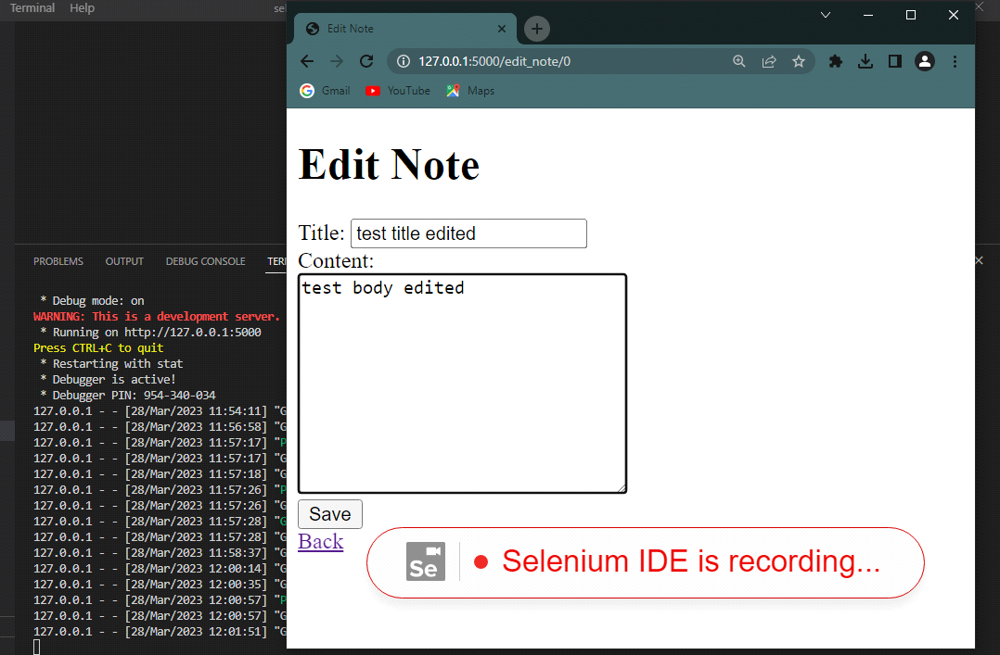 Terminal Help
sel
Edit Note
127.0.0.1:5000/edit_note/0
Gmail YouTube Maps
Edit Note
Title: test title edited
Content:
test body edited
Save
Back
Se
Selenium IDE is recording...
PROBLEMS OUTPUT DEBUG CONSOLE TERI
* Debug mode: on
WARNING: This is a development server.
* Running on http://127.0.0.1:5000
Press CTRL+C to quit
* Restarting with stat
* Debugger is active!
* Debugger PIN: 954-340-034
127.0.0.1 - - [28/Mar/2023 11:54:11] "G
127.0.0.1 - - [28/Mar/2023 11:56:58] "G
127.0.0.1 - - [28/Mar/2023 11:57:17] "P
127.0.0.1 - - [28/Mar/2023 11:57:17] "G
127.0.0.1 - - [28/Mar/2023 11:57:18] "G
127.0.0.1 - - [28/Mar/2023 11:57:26] "P
127.0.0.1 - - [28/Mar/2023 11:57:26] "G
127.0.0.1 - - [28/Mar/2023 11:57:28] "G
127.0.0.1 - - [28/Mar/2023 11:57:28] "G
127.0.0.1 - - [28/Mar/2023 11:58:37] "G
127.0.0.1 - - [28/Mar/2023 12:00:14] "G
127.0.0.1 - - [28/Mar/2023 12:00:35] "G
127.0.0.1 - - [28/Mar/2023 12:00:57] "P
127.0.0.1 - - [28/Mar/2023 12:00:57] "G
127.0.0.1 - - [28/Mar/2023 12:01:51] "G